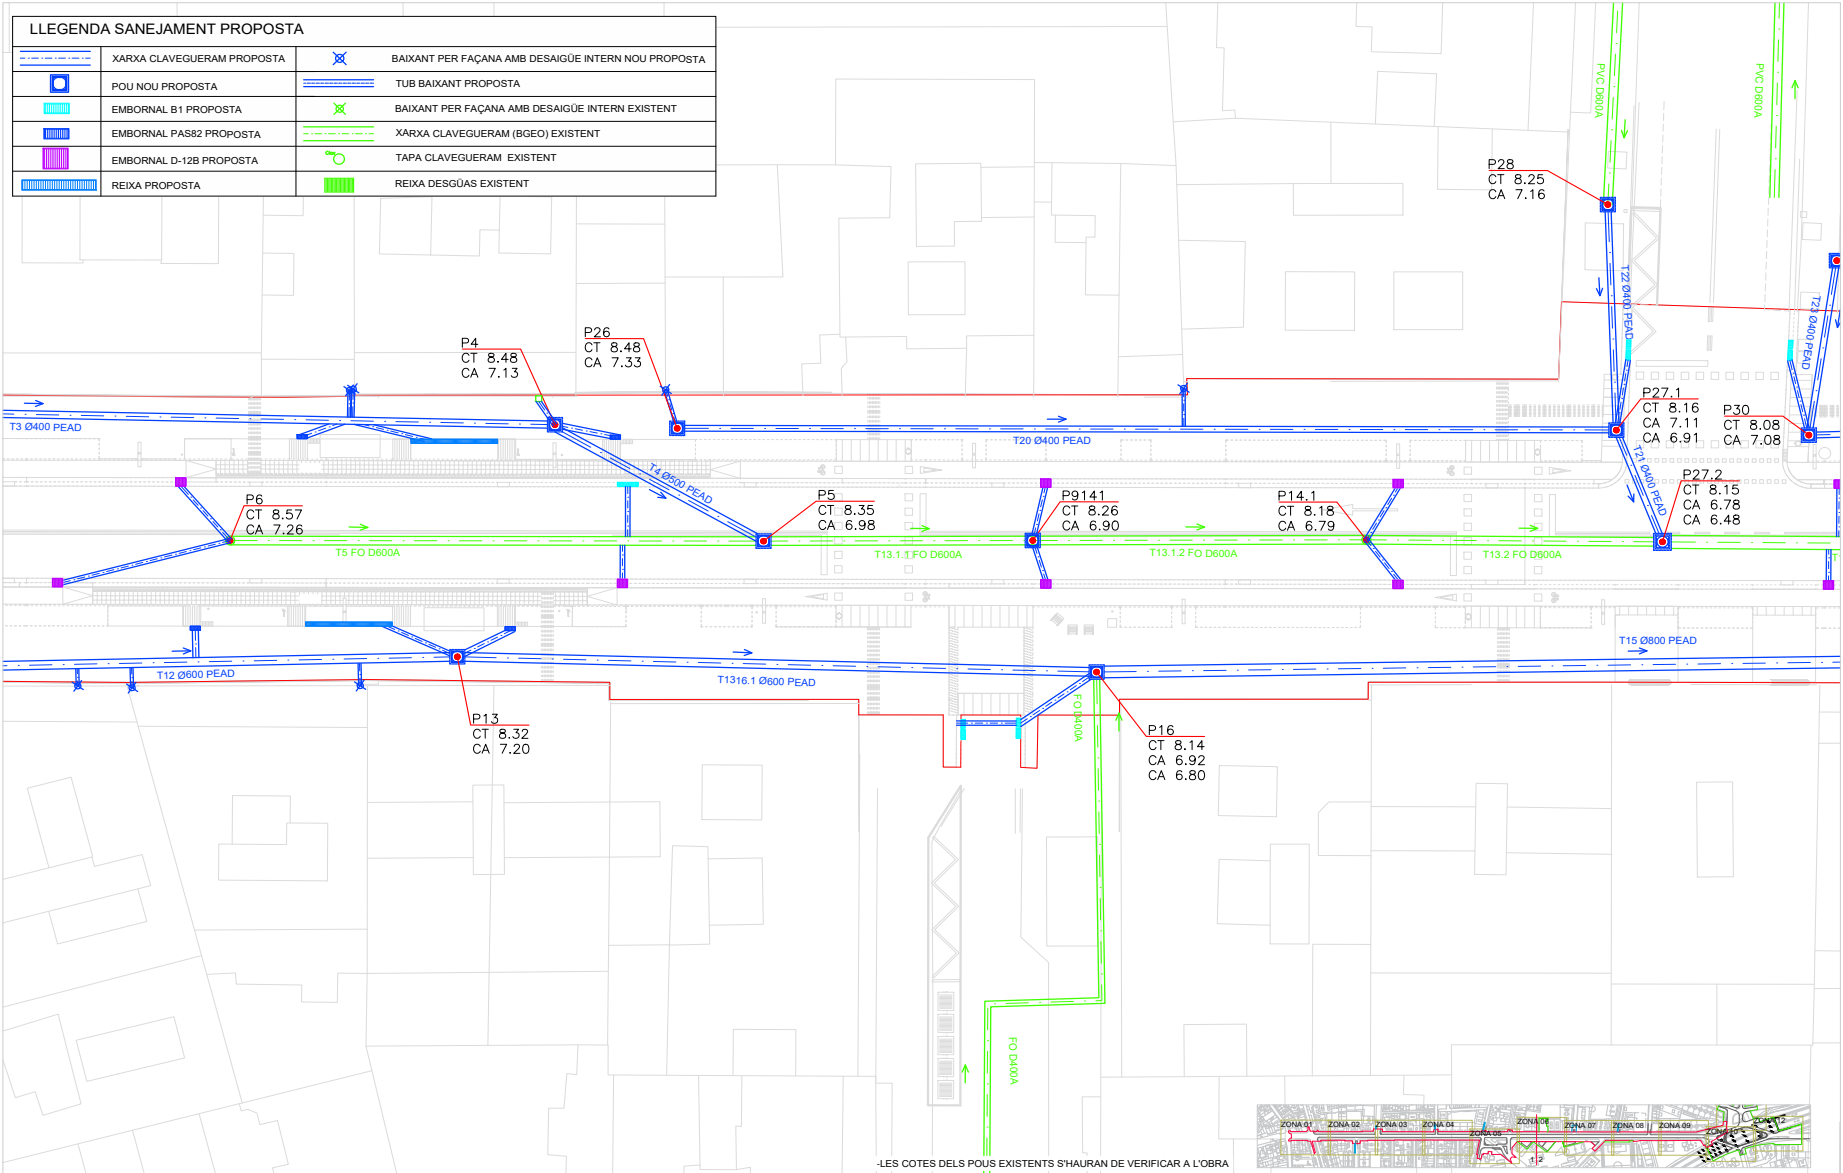 LLEGENDA SANEJAMENT PROPOSTA
XARXA CLAVEGUERAM PROPOSTA
BAIXANT PER FAÇANA AMB DESAIGÜE INTERN NOU PROPOSTA
POU NOU PROPOSTA
TUB BAIXANT PROPOSTA
EMBORNAL B1 PROPOSTA
BAIXANT PER FAÇANA AMB DESAIGÜE INTERN EXISTENT
EMBORNAL PAS82 PROPOSTA
XARXA CLAVEGUERAM (BGEO) EXISTENT
EMBORNAL D-12B PROPOSTA
TAPA CLAVEGUERAM EXISTENT
REIXA PROPOSTA
REIXA DESGÜAS EXISTENT
PVC D600A
PVC D600A
P28
CT 8.25
CA 7.16
T22 Ø400 PEAD
T23 Ø400 PEAD
P4
CT 8.48
CA 7.13
P26
CT 8.48
CA 7.33
P27.1
CT 8.16
CA 7.11
CA 6.91
P30
CT 8.08
CA 7.08
T3 Ø400 PEAD
T20 Ø400 PEAD
T4 Ø500 PEAD
T21 Ø400 PEAD
P6
CT 8.57
CA 7.26
P5
CT 8.35
CA 6.98
P9141
CT 8.26
CA 6.90
P14.1
CT 8.18
CA 6.79
P27.2
CT 8.15
CA 6.78
CA 6.48
T5 FO D600A
T13.1.1 FO D600A
T13.1.2 FO D600A
T13.2 FO D600A
T
T12 Ø600 PEAD
T1316.1 Ø600 PEAD
T15 Ø800 PEAD
P13
CT 8.32
CA 7.20
FO D400A
P16
CT 8.14
CA 6.92
CA 6.80
FO D400A
ZONA 01
ZONA 02
ZONA 03
ZONA 04
ZONA 05
ZONA 06
ZONA 07
ZONA 08
ZONA 09
ZONA 10
ZONA 12
1 2
-LES COTES DELS POUS EXISTENTS S'HAURAN DE VERIFICAR A L'OBRA